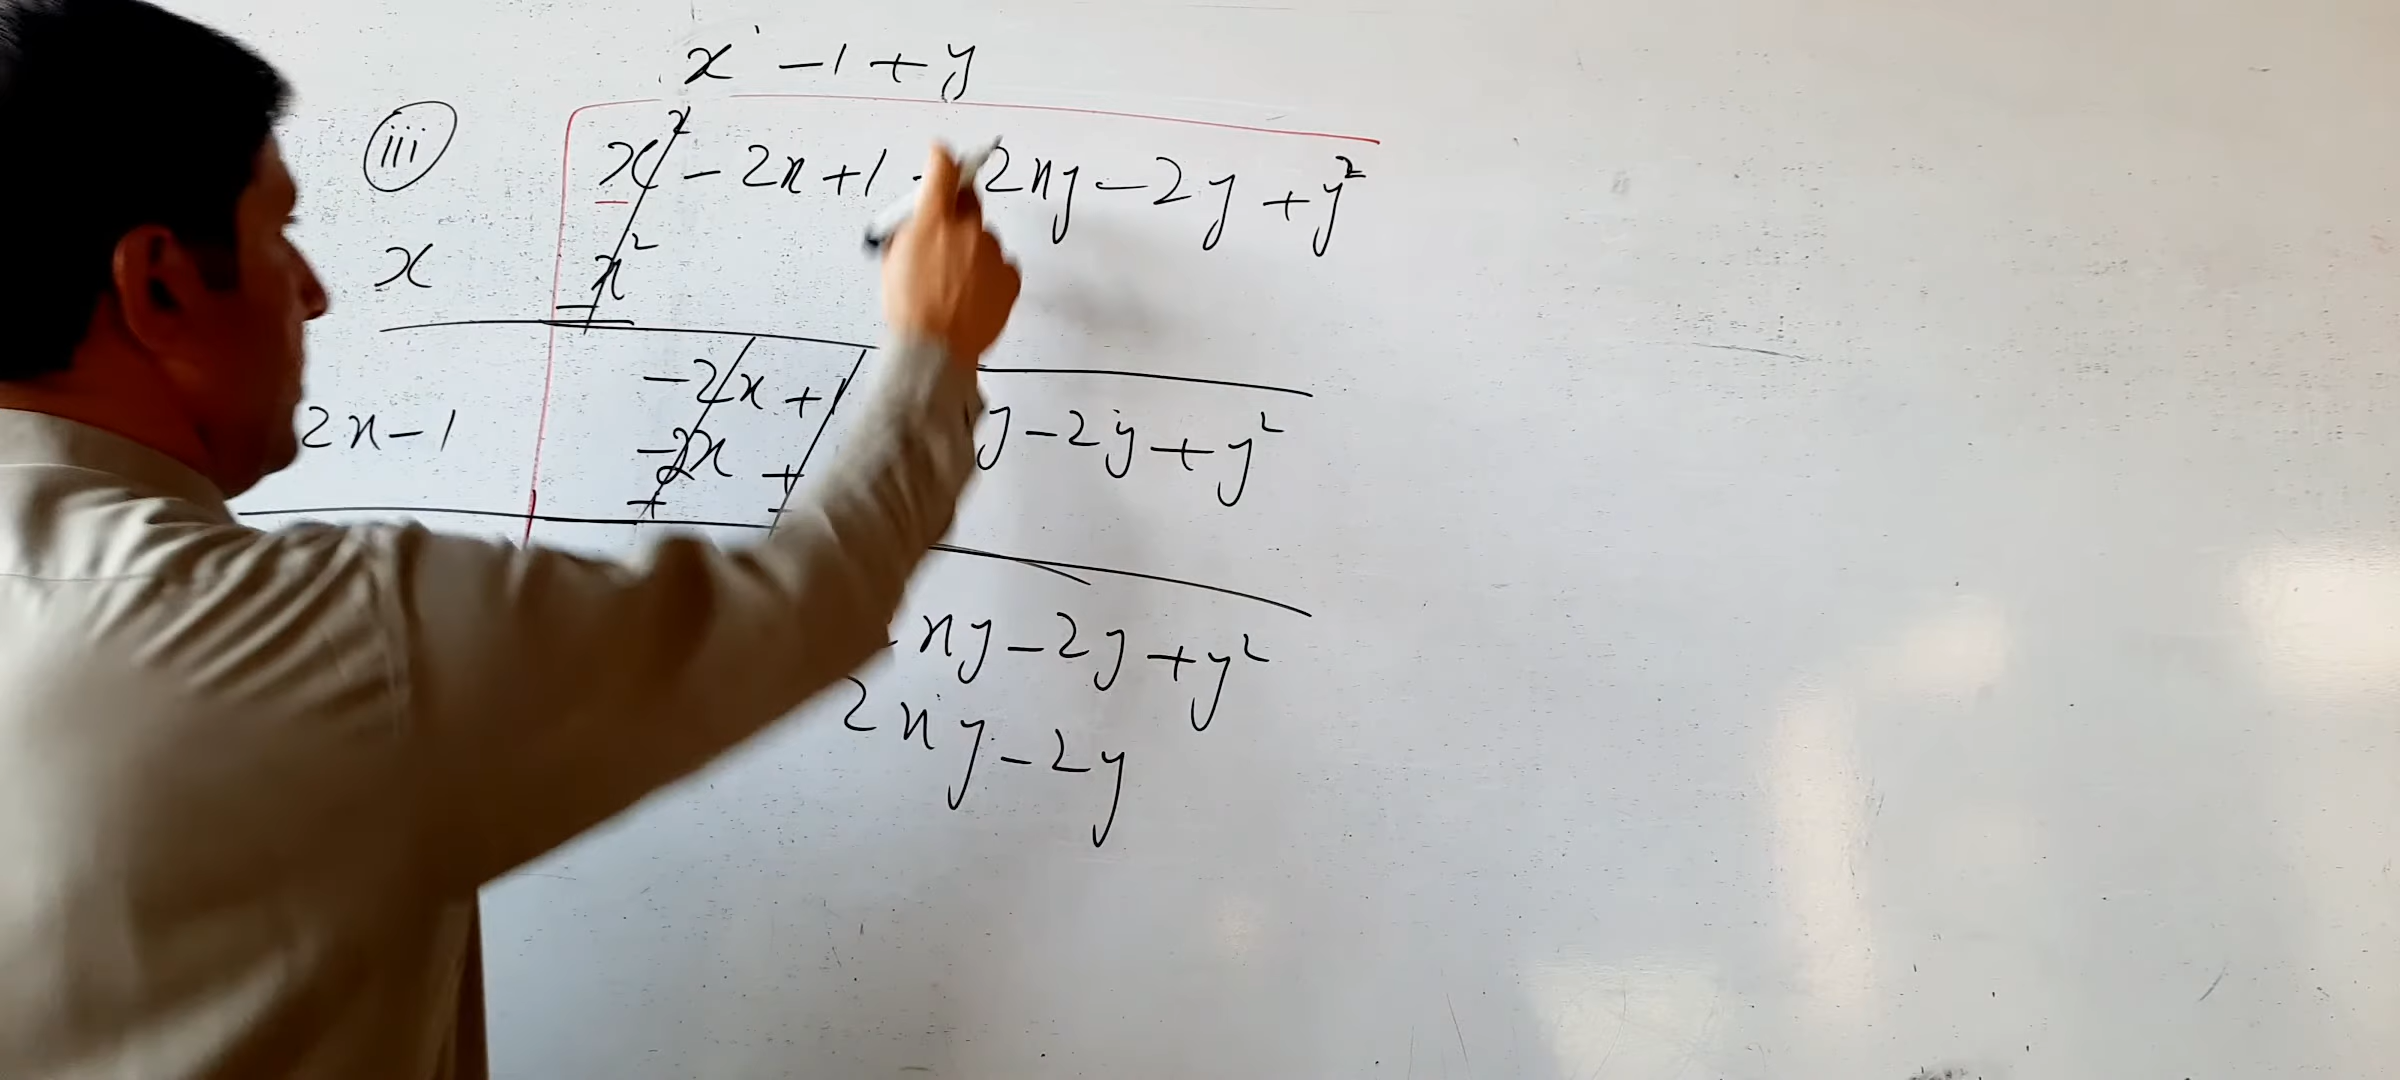 x - 1 + y
iii x² - 2x + 1 2xy - 2y + y²
x x²
-
-2x + 1 y - 2y + y²
2x - 1 -2x +
+ -
xy - 2y + y²
2xy - 2y